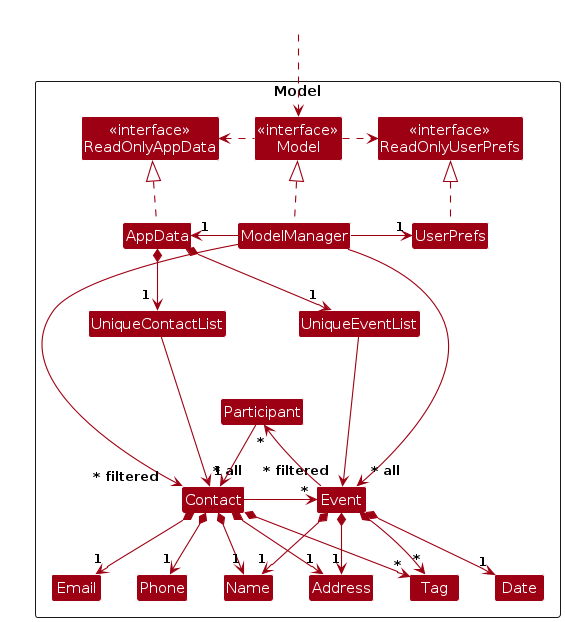 Model
«interface»
ReadOnlyAppData
«interface»
Model
«interface»
ReadOnlyUserPrefs
AppData
1
ModelManager
1
UserPrefs
1
1
UniqueContactList
UniqueEventList
Participant
*
* filtered
1
* all
* filtered
* all
Contact
*
Event
1
1
1
1
1
1
*
*
1
Email
Phone
Name
Address
Tag
Date